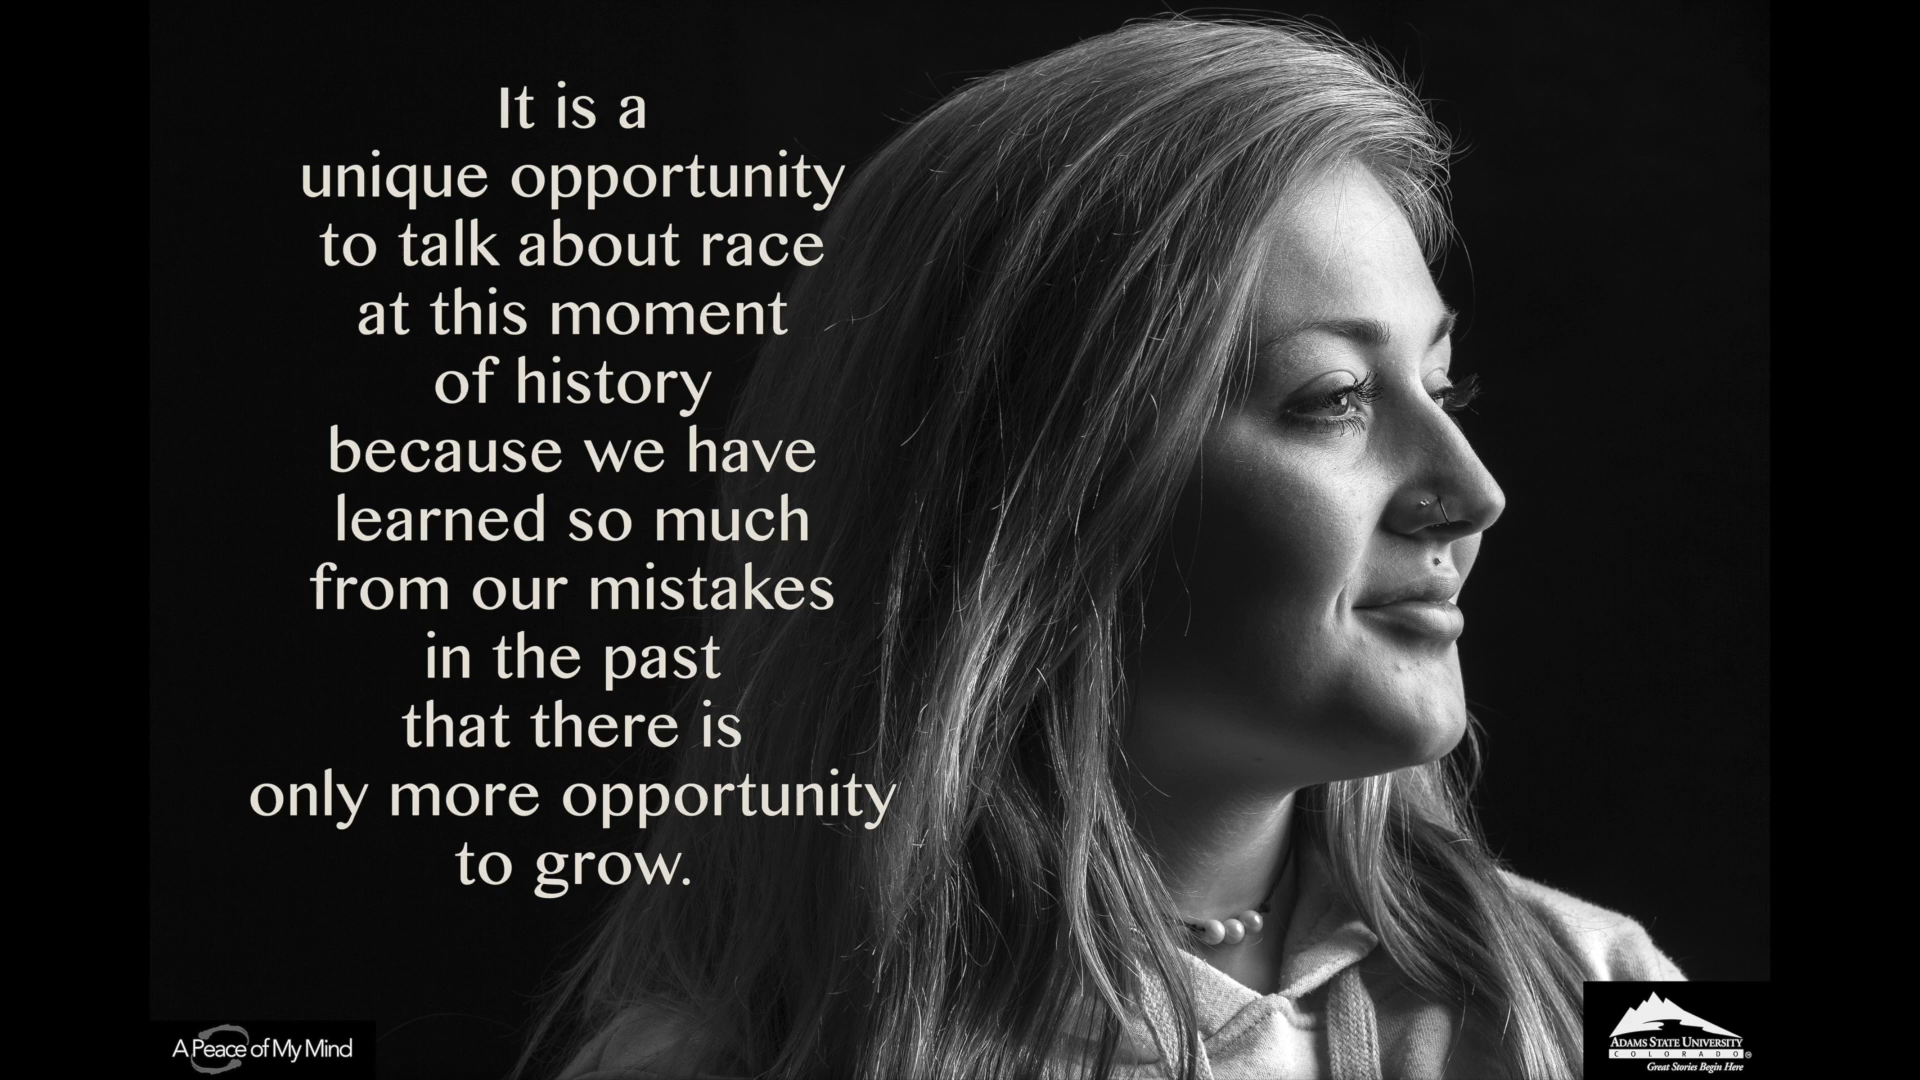 It is a
unique opportunity
to talk about race
at this moment
of history
because we have
learned so much
from our mistakes
in the past
that there is
only more opportunity
to grow.
A Peace of My Mind
ADAMS STATE UNIVERSITY
COLORADO
Great Stories Begin Here